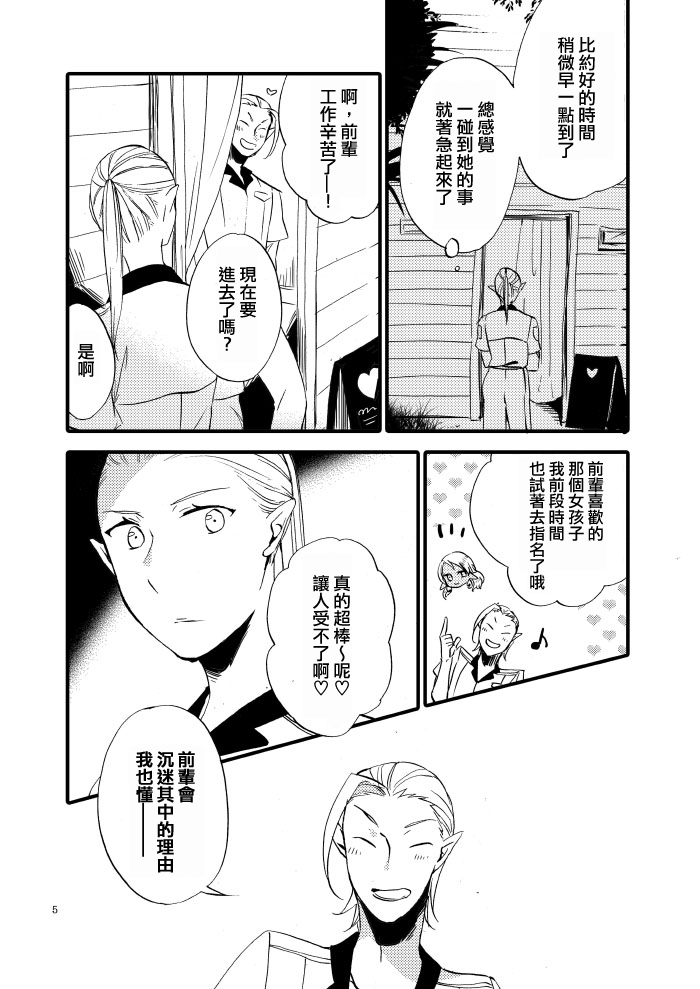 比約好的時間
稍微早一點到了
總感覺
一碰到她的事
就著急起來了
啊，前輩
工作辛苦了—！
現在要
進去了嗎？
是啊
前輩喜歡的
那個女孩子
我前段時間
也試著去指名了哦
真的超棒～呢♡
讓人受不了啊♡
前輩會
沉迷其中的理由
我也懂——
5